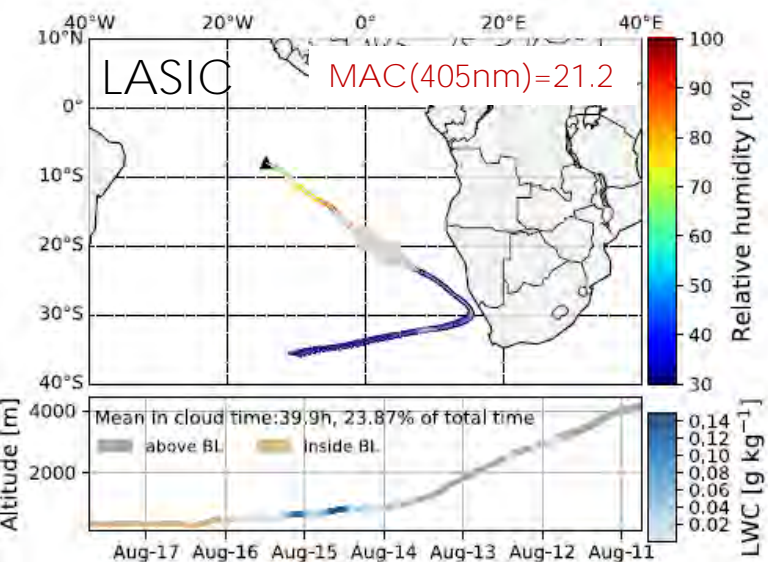 40°W 20°W 0° 20°E 40°E
10°N
0°
10°S
20°S
30°S
40°S
LASIC
MAC(405nm)=21.2
100
90
80
70
60
50
40
30
Relative humidity [%]
Altitude [m]
4000
2000
Mean in cloud time:39.9h, 23.87% of total time
above BL inside BL
0,14
0.12
0.10
0.08
0.06
0.04
0.02
LWC [g kg⁻¹]
Aug-17 Aug-16 Aug-15 Aug-14 Aug-13 Aug-12 Aug-11